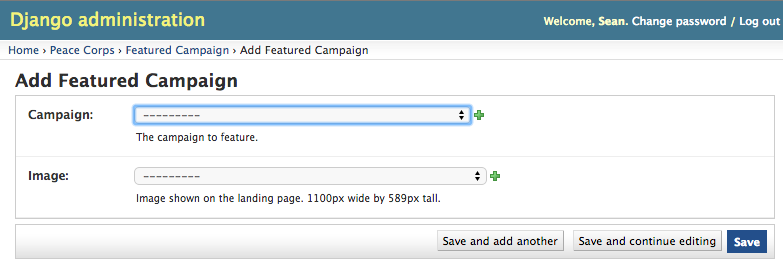 Django administration
Welcome, Sean. Change password / Log out
Home › Peace Corps › Featured Campaign › Add Featured Campaign
Add Featured Campaign
Campaign: ---------
The campaign to feature.
Image: ---------
Image shown on the landing page. 1100px wide by 589px tall.
Save and add another Save and continue editing Save